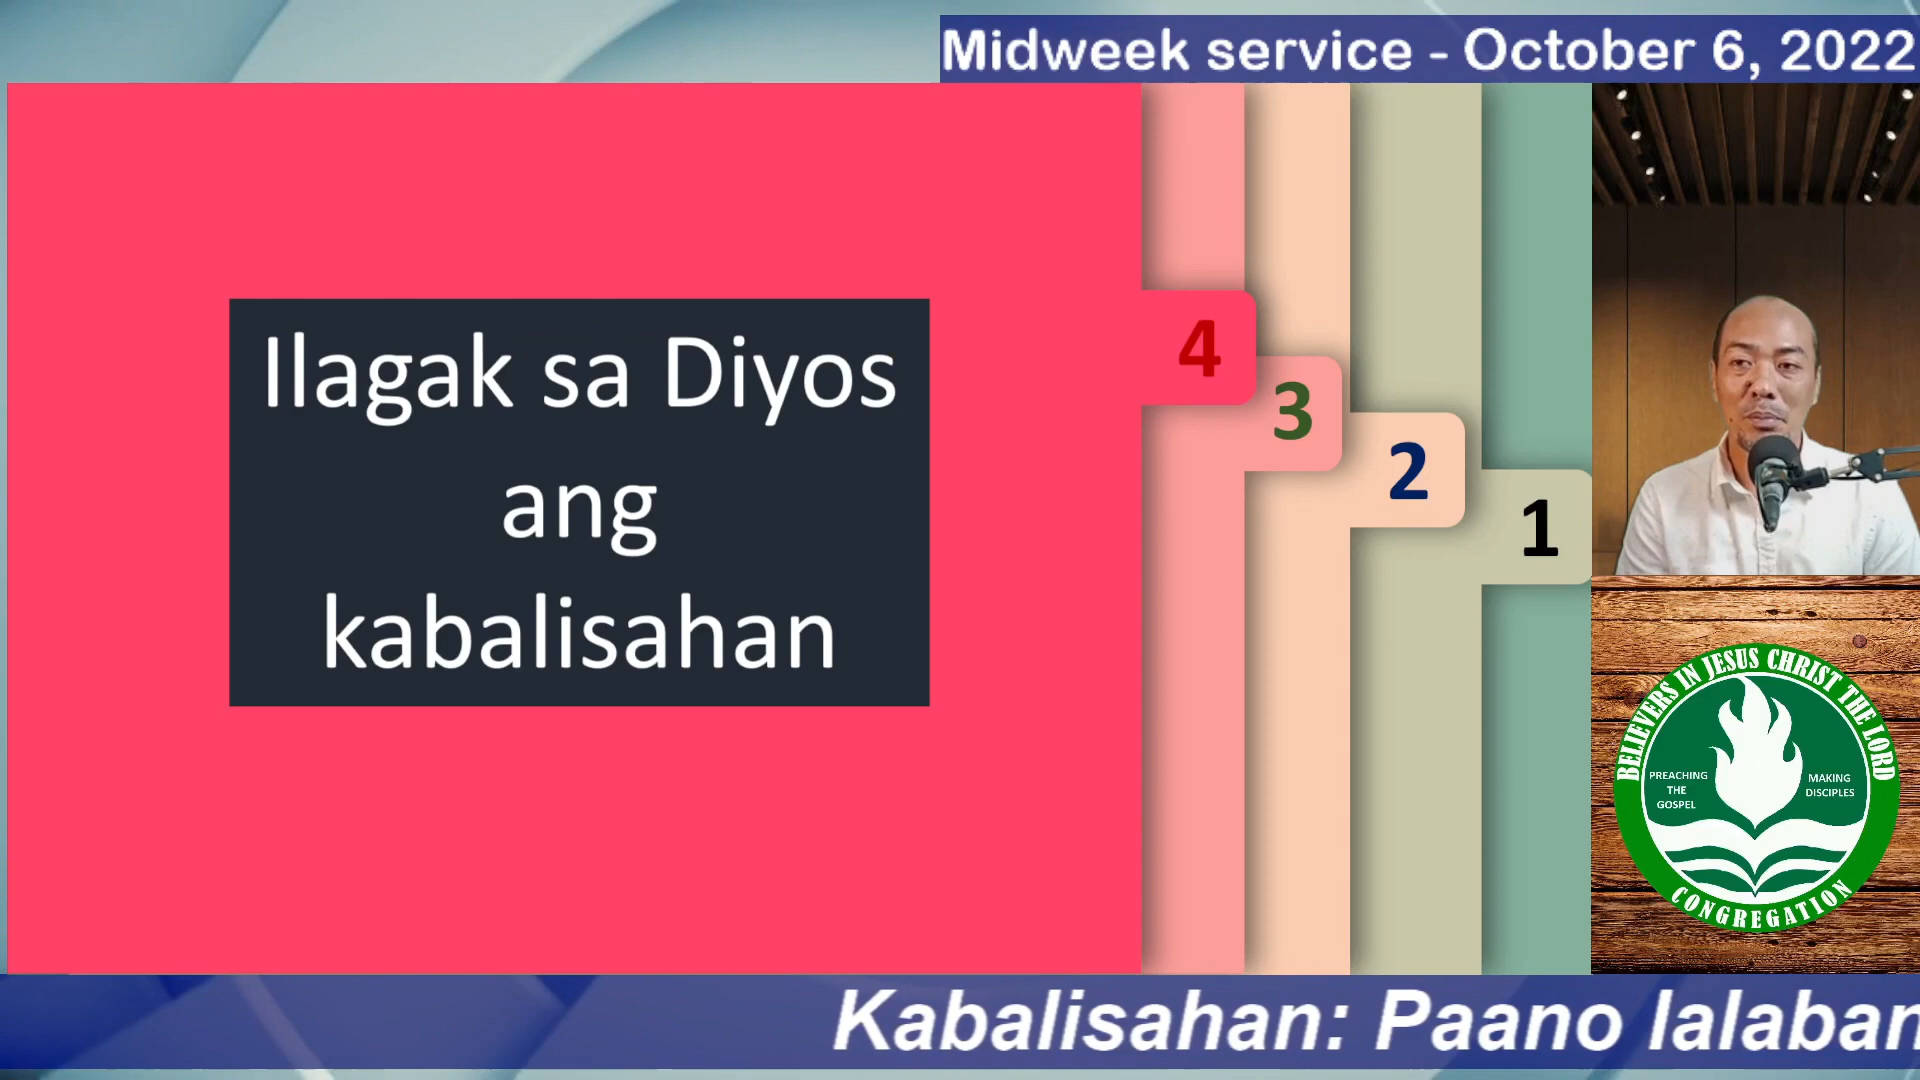 Midweek service - October 6, 2022
Ilagak sa Diyos
ang
kabalisahan
4
3
2
1
BELIEVERS IN JESUS CHRIST THE LORD
PREACHING
THE
GOSPEL
MAKING
DISCIPLES
CONGREGATION
Kabalisahan: Paano lalaban